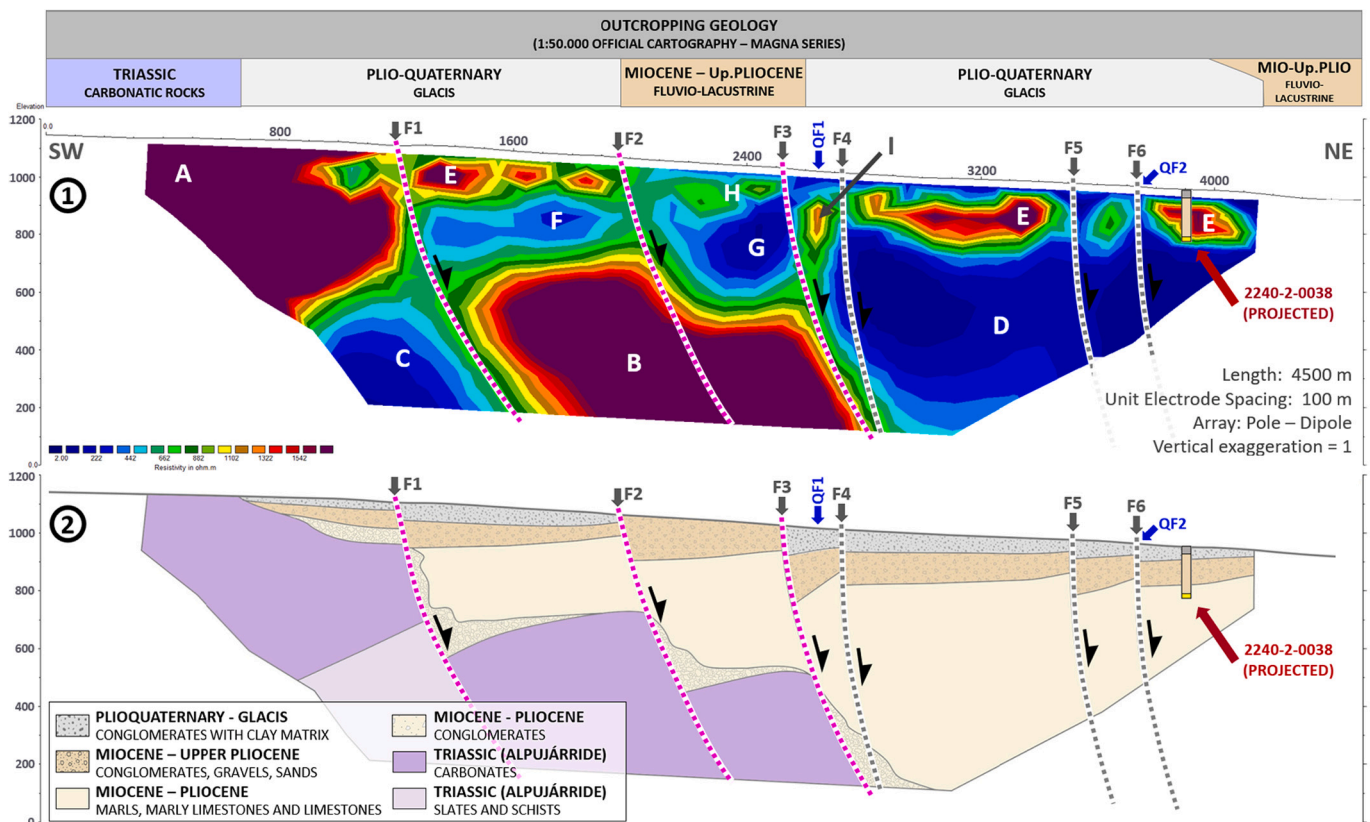 OUTCROPPING GEOLOGY
(1:50.000 OFFICIAL CARTOGRAPHY – MAGNA SERIES)
TRIASSIC
CARBONATIC ROCKS
PLIO-QUATERNARY
GLACIS
MIOCENE – Up.PLIOCENE
FLUVIO-LACUSTRINE
PLIO-QUATERNARY
GLACIS
MIO-Up.PLIO
FLUVIO-
LACUSTRINE
Elevation
1200
1000
800
600
400
200
0.0
0.0
800
1600
2400
3200
4000
SW
NE
1
F1
F2
F3
QF1
F4
I
F5
F6
QF2
A
E
F
H
G
E
E
C
B
D
2240-2-0038
(PROJECTED)
Length: 4500 m
Unit Electrode Spacing: 100 m
Array: Pole – Dipole
Vertical exaggeration = 1
2.00 222 442 662 882 1102 1322 1542
Resistivity in ohm.m
1200
1000
800
600
400
200
0
2
F1
F2
F3
QF1
F4
F5
F6
QF2
2240-2-0038
(PROJECTED)
PLIOQUATERNARY - GLACIS
CONGLOMERATES WITH CLAY MATRIX
MIOCENE – UPPER PLIOCENE
CONGLOMERATES, GRAVELS, SANDS
MIOCENE – PLIOCENE
MARLS, MARLY LIMESTONES AND LIMESTONES
MIOCENE - PLIOCENE
CONGLOMERATES
TRIASSIC (ALPUJÁRRIDE)
CARBONATES
TRIASSIC (ALPUJÁRRIDE)
SLATES AND SCHISTS